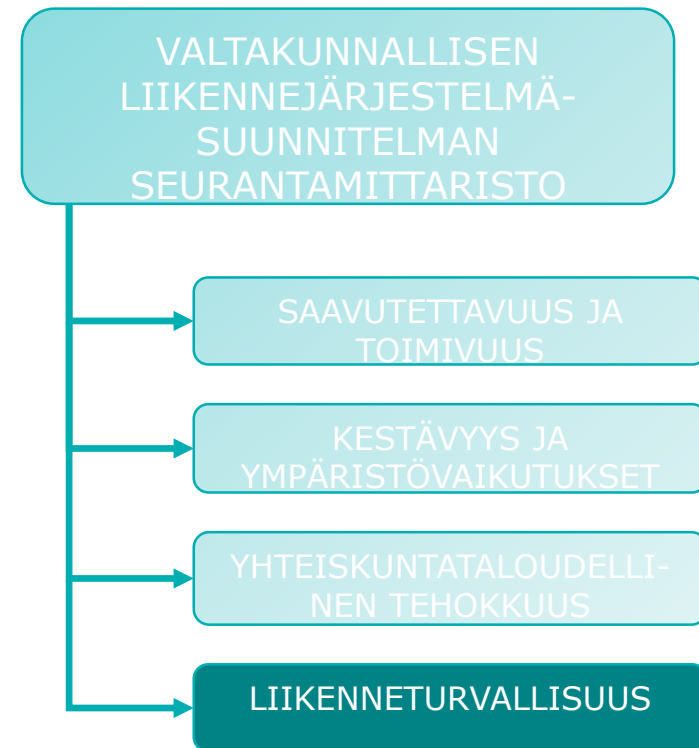 VALTAKUNNALLISEN
LIIKENNEJÄRJESTELMÄ-
SUUNNITELMAN
SEURANTAMITTARISTO
SAAVUTETTAVUUS JA
TOIMIVUUS
KESTÄVYYS JA
YMPÄRISTÖVAIKUTUKSET
YHTEISKUNTATALOUDELLI-
NEN TEHOKKUUS
LIIKENNETURVALLISUUS